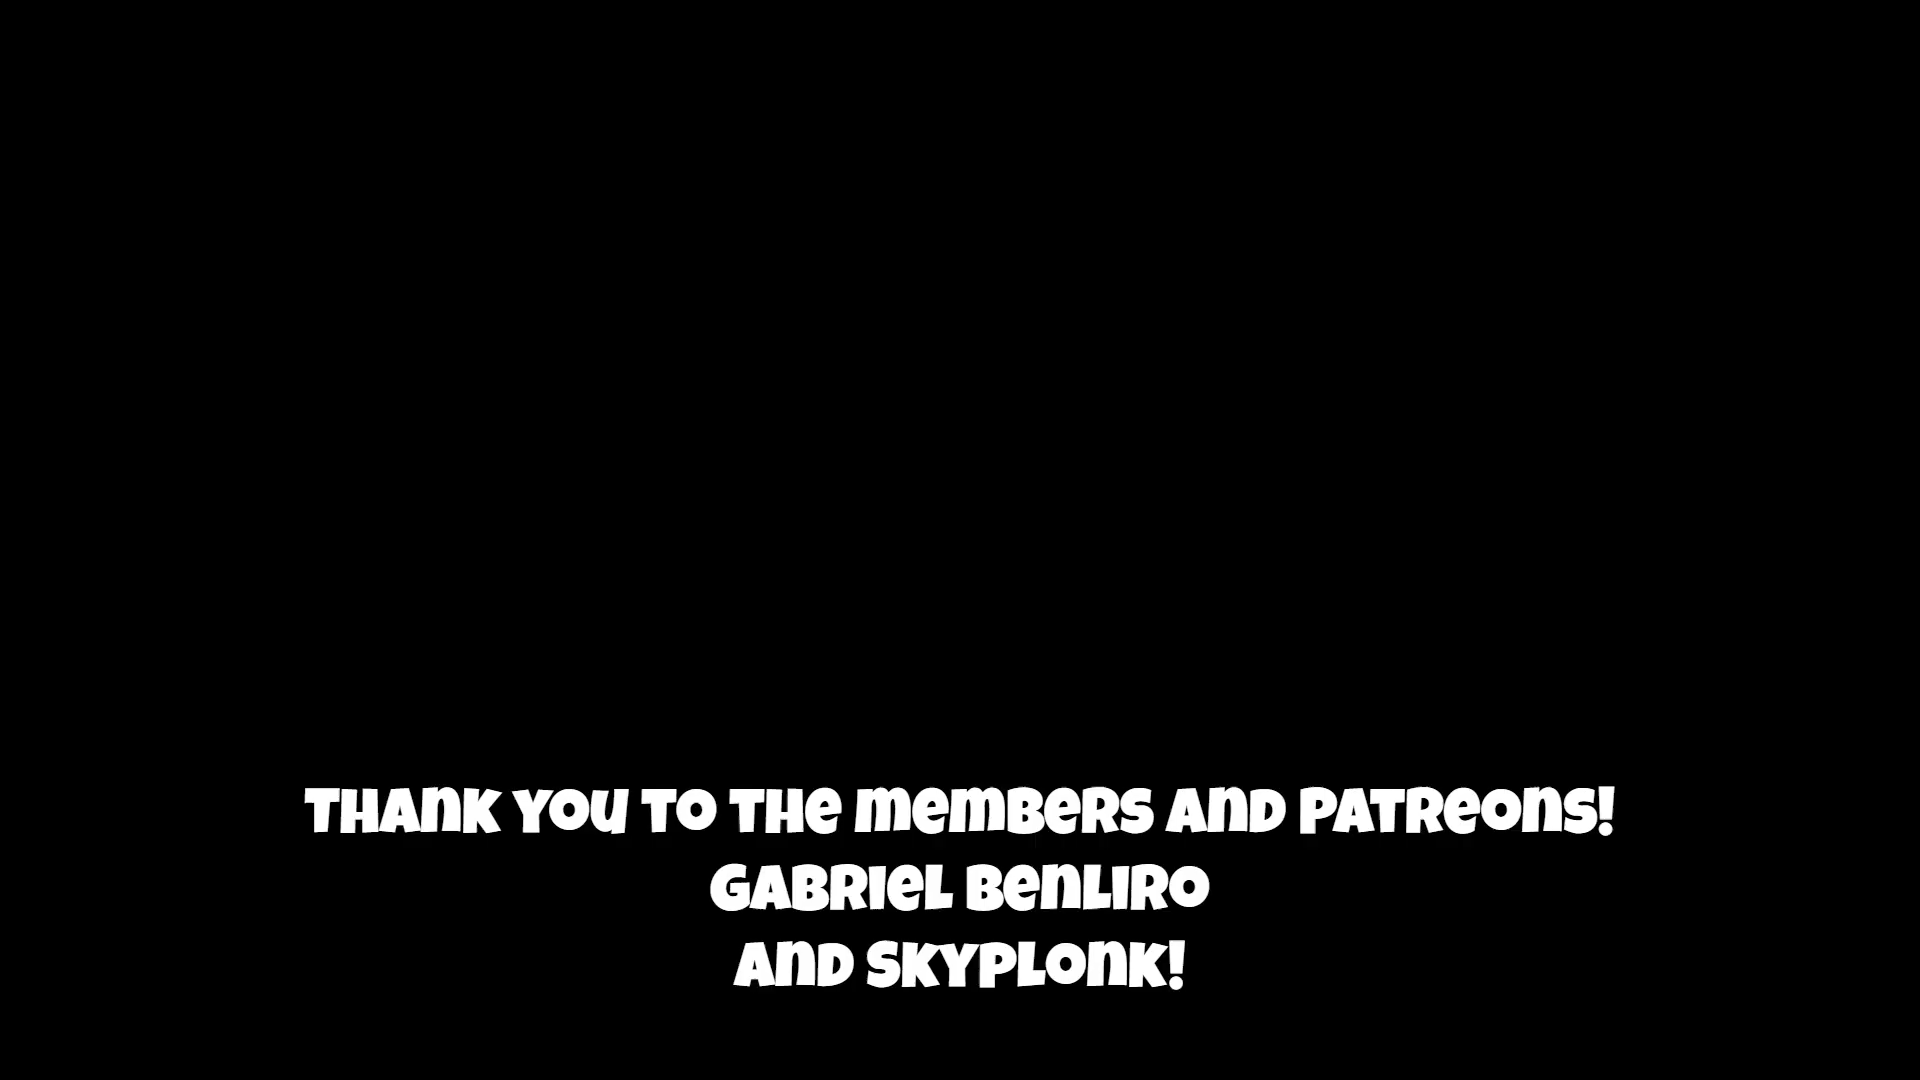 Thank you to the members and Patreons!
Gabriel Benliro
and Skyplonk!